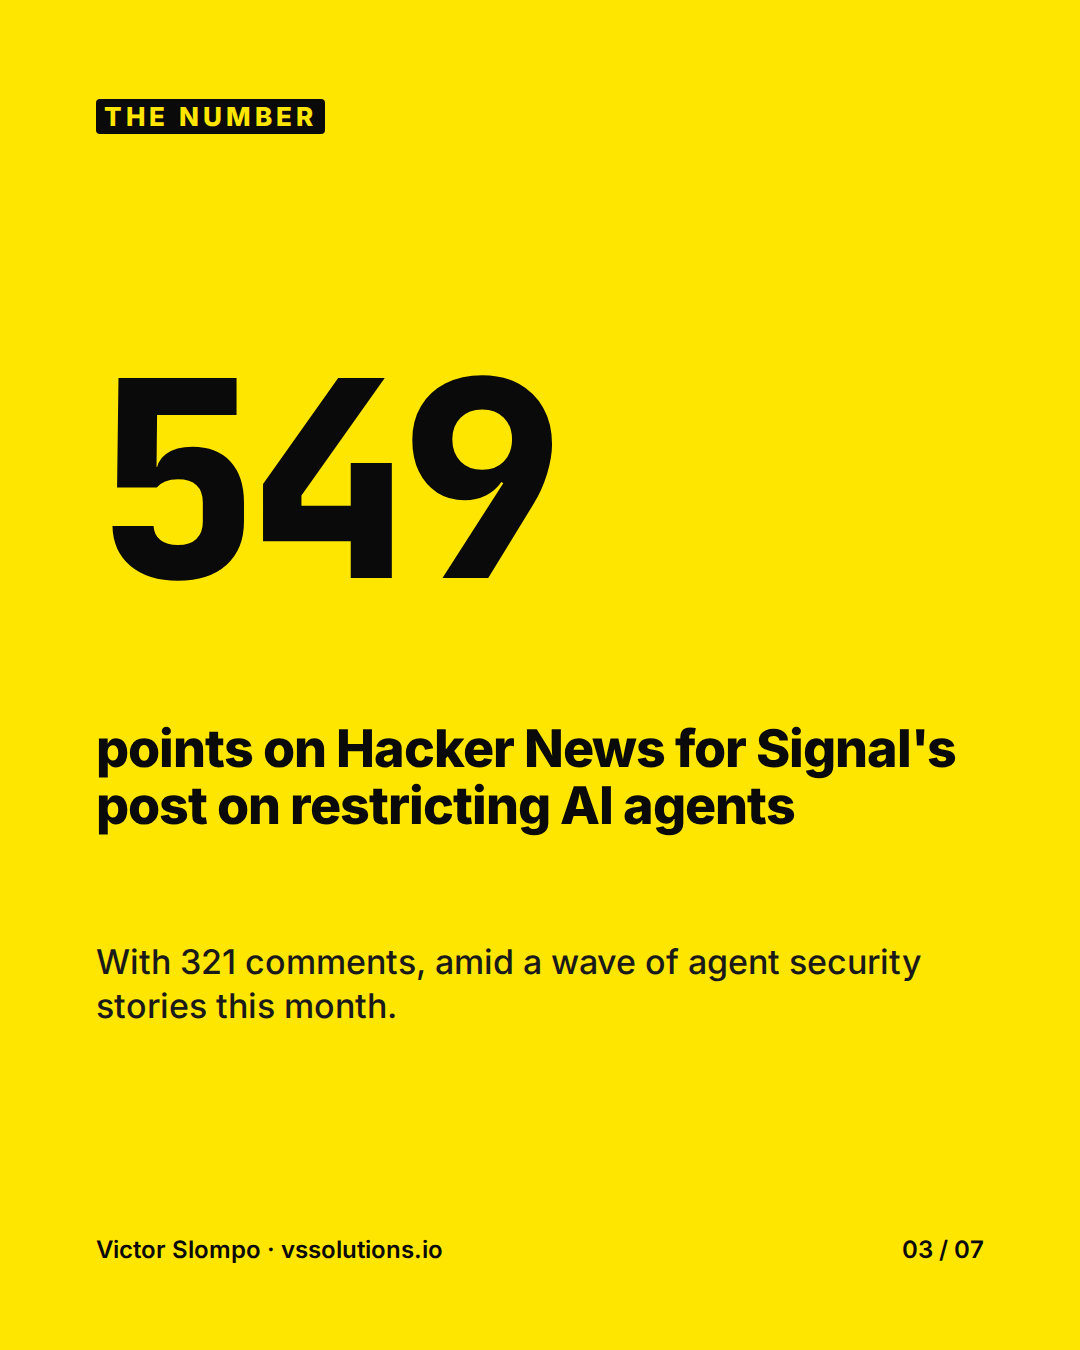 THE NUMBER
549
points on Hacker News for Signal's
post on restricting AI agents
With 321 comments, amid a wave of agent security
stories this month.
Victor Slompo · vssolutions.io
03 / 07